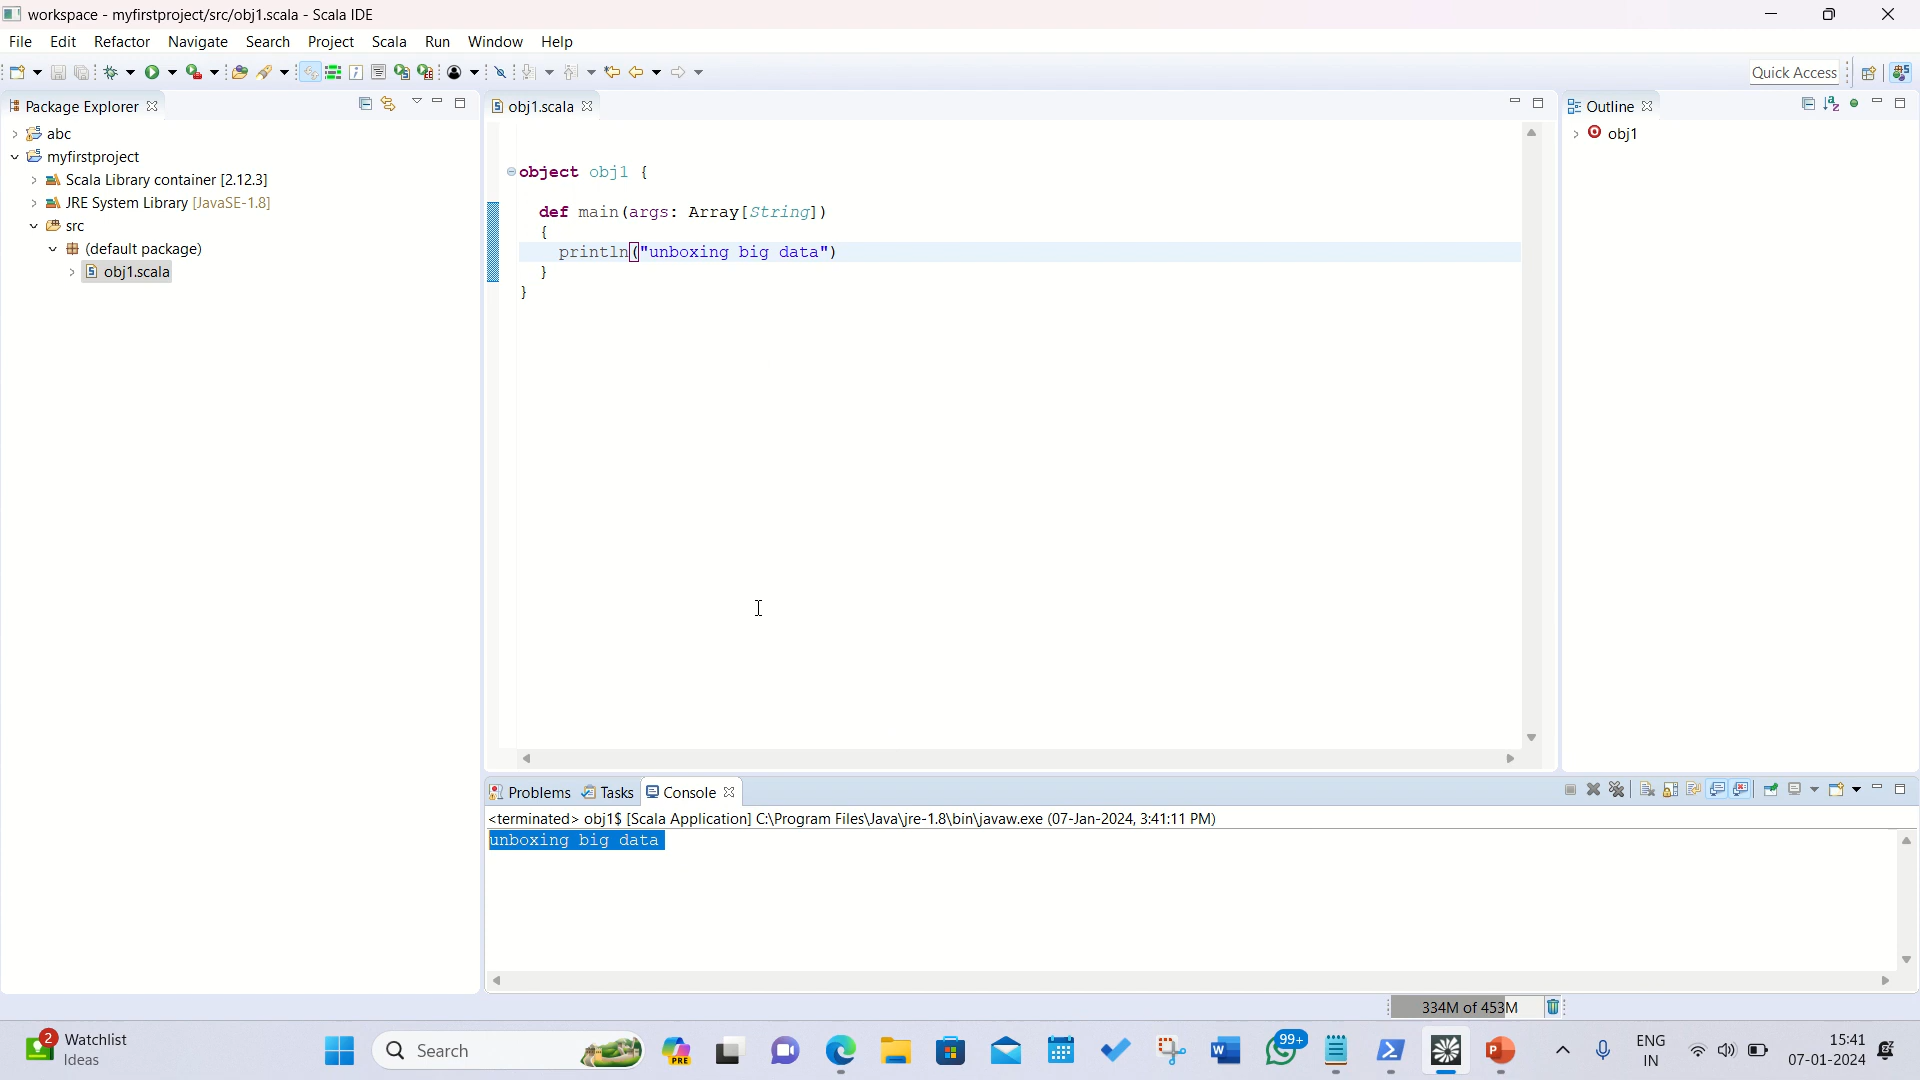 workspace - myfirstproject/src/obj1.scala - Scala IDE
File Edit Refactor Navigate Search Project Scala Run Window Help
Quick Access
Package Explorer
abc
myfirstproject
Scala Library container [2.12.3]
JRE System Library [JavaSE-1.8]
src
(default package)
obj1.scala
obj1.scala
object obj1 {
def main(args: Array[String])
{
println("unboxing big data")
}
}
Outline
obj1
Problems Tasks Console
<terminated> obj1$ [Scala Application] C:\Program Files\Java\jre-1.8\bin\javaw.exe (07-Jan-2024, 3:41:11 PM)
unboxing big data
334M of 453M
2
Watchlist
Ideas
Search
PRE
99+
ENG
IN
15:41
07-01-2024